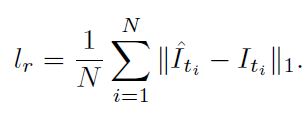 l_r = \frac{1}{N} \sum_{i=1}^{N} \| \hat{I}_{t_i} - I_{t_i} \|_1.